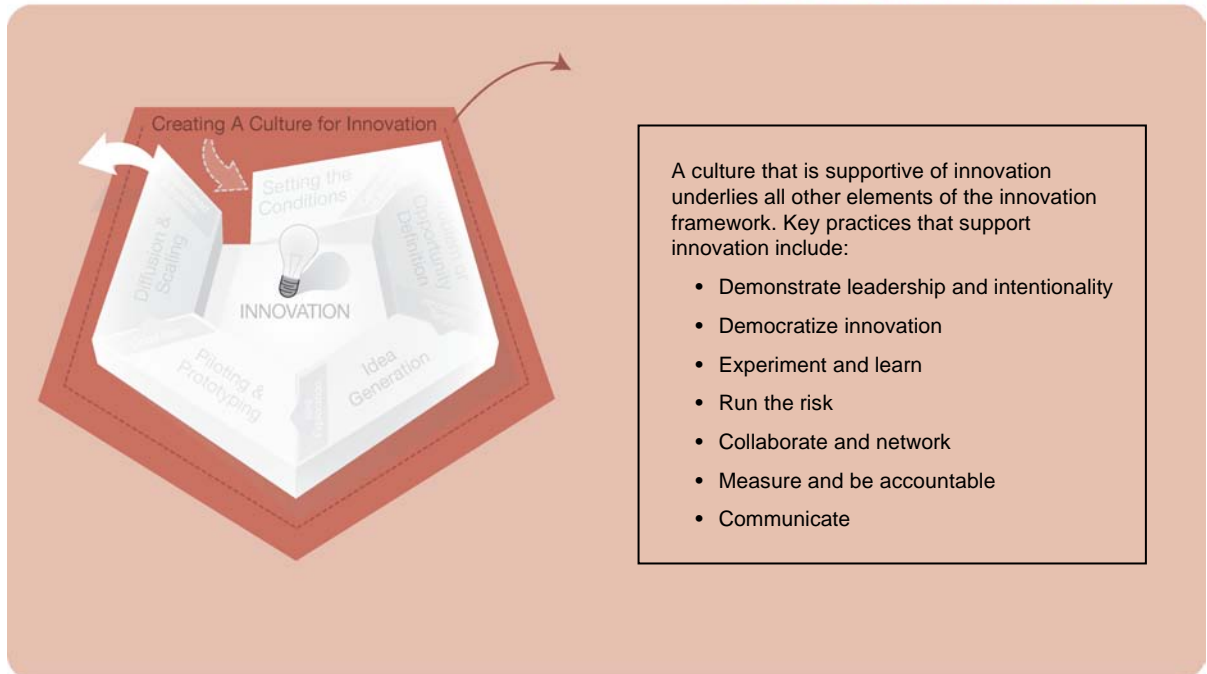 Creating A Culture for Innovation
Setting the
Conditions
Opportunity
Definition
Diffusion &
Scaling
INNOVATION
Idea
Generation
Piloting &
Prototyping
A culture that is supportive of innovation
underlies all other elements of the innovation
framework. Key practices that support
innovation include:
• Demonstrate leadership and intentionality
• Democratize innovation
• Experiment and learn
• Run the risk
• Collaborate and network
• Measure and be accountable
• Communicate